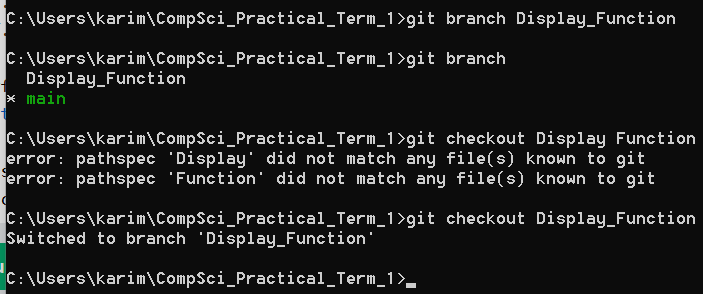 C:\Users\karim\CompSci_Practical_Term_1>git branch Display_Function
C:\Users\karim\CompSci_Practical_Term_1>git branch
  Display_Function
* main
C:\Users\karim\CompSci_Practical_Term_1>git checkout Display Function
error: pathspec 'Display' did not match any file(s) known to git
error: pathspec 'Function' did not match any file(s) known to git
C:\Users\karim\CompSci_Practical_Term_1>git checkout Display_Function
Switched to branch 'Display_Function'
C:\Users\karim\CompSci_Practical_Term_1>